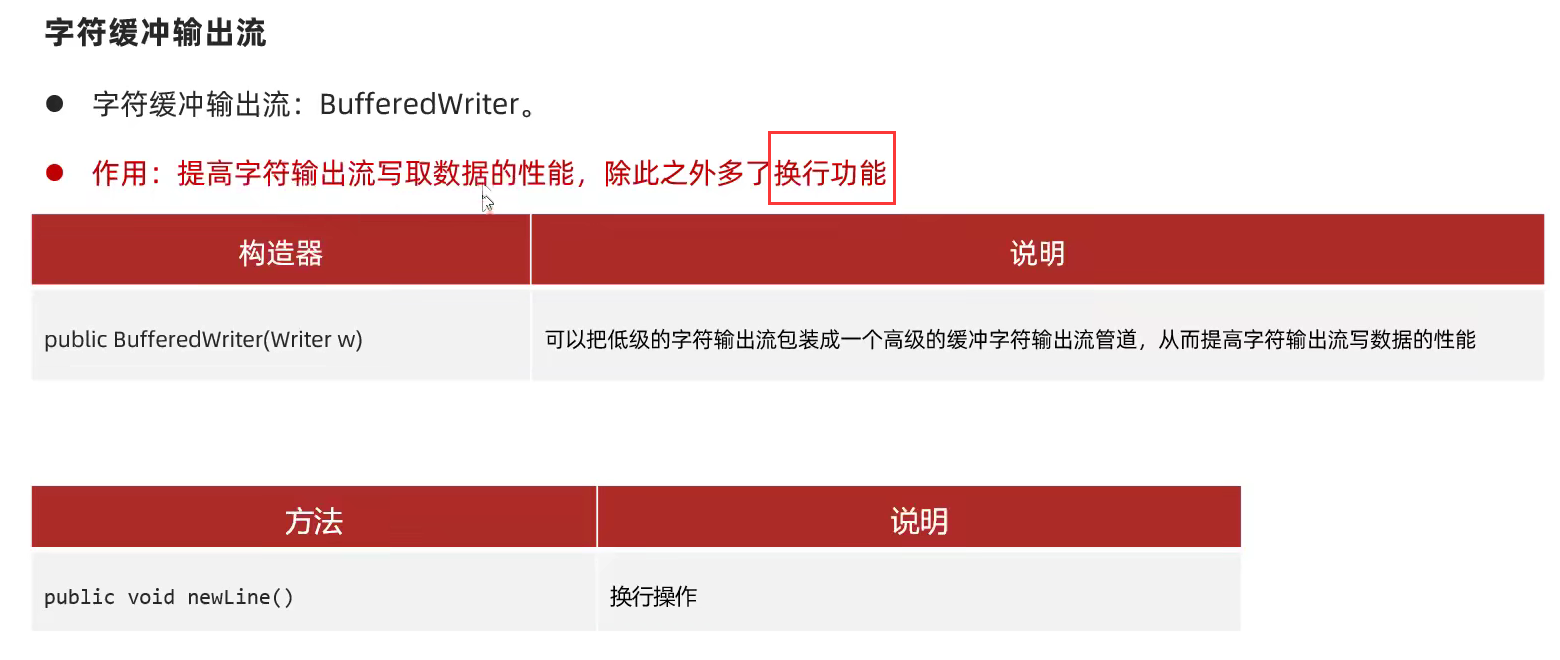 字符缓冲输出流
字符缓冲输出流：BufferedWriter。
作用：提高字符输出流写取数据的性能，除此之外多了换行功能
构造器 说明
public BufferedWriter(Writer w) 可以把低级的字符输出流包装成一个高级的缓冲字符输出流管道，从而提高字符输出流写数据的性能
方法 说明
public void newLine() 换行操作